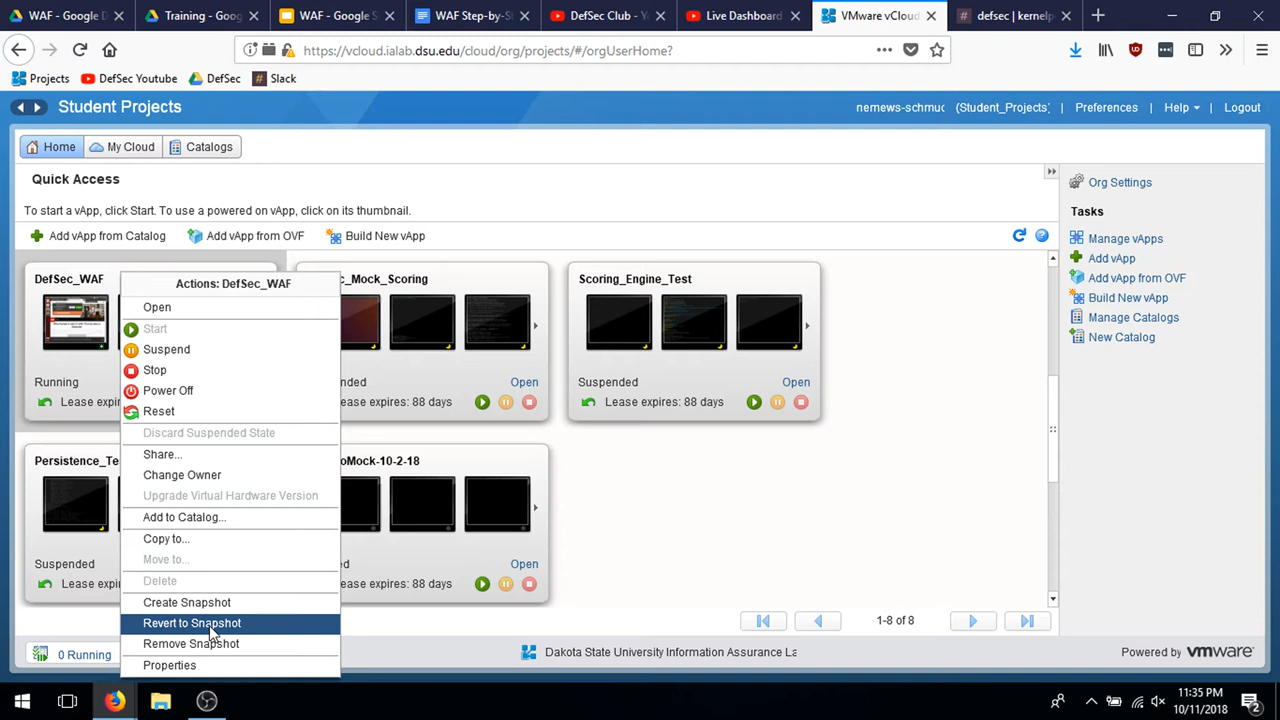 WAF - Google D
Training - Goog
WAF - Google S
WAF Step-by-S
DefSec Club - Yo
Live Dashboard
VMware vCloud
defsec | kernelp
https://vcloud.ialab.dsu.edu/cloud/org/projects/#/orgUserHome?
Projects
DefSec Youtube
DefSec
Slack
Student Projects
nemews-schmuc
(Student_Projects)
Preferences
Help
Logout
Home
My Cloud
Catalogs
Quick Access
To start a vApp, click Start. To use a powered on vApp, click on its thumbnail.
Add vApp from Catalog
Add vApp from OVF
Build New vApp
DefSec_WAF
Running
Lease expir
Actions: DefSec_WAF
Open
Start
Suspend
Stop
Power Off
Reset
Discard Suspended State
Share...
Change Owner
Upgrade Virtual Hardware Version
Add to Catalog...
Copy to...
Move to...
Delete
Create Snapshot
Revert to Snapshot
Remove Snapshot
Properties
c_Mock_Scoring
nded
Open
se expires: 88 days
Scoring_Engine_Test
Suspended
Open
Lease expires: 88 days
Persistence_Te
Suspended
Lease expir
oMock-10-2-18
nded
Open
se expires: 88 days
1-8 of 8
Org Settings
Tasks
Manage vApps
Add vApp
Add vApp from OVF
Build New vApp
Manage Catalogs
New Catalog
0 Running
Dakota State University Information Assurance La
Powered by vmware
11:35 PM
10/11/2018
2